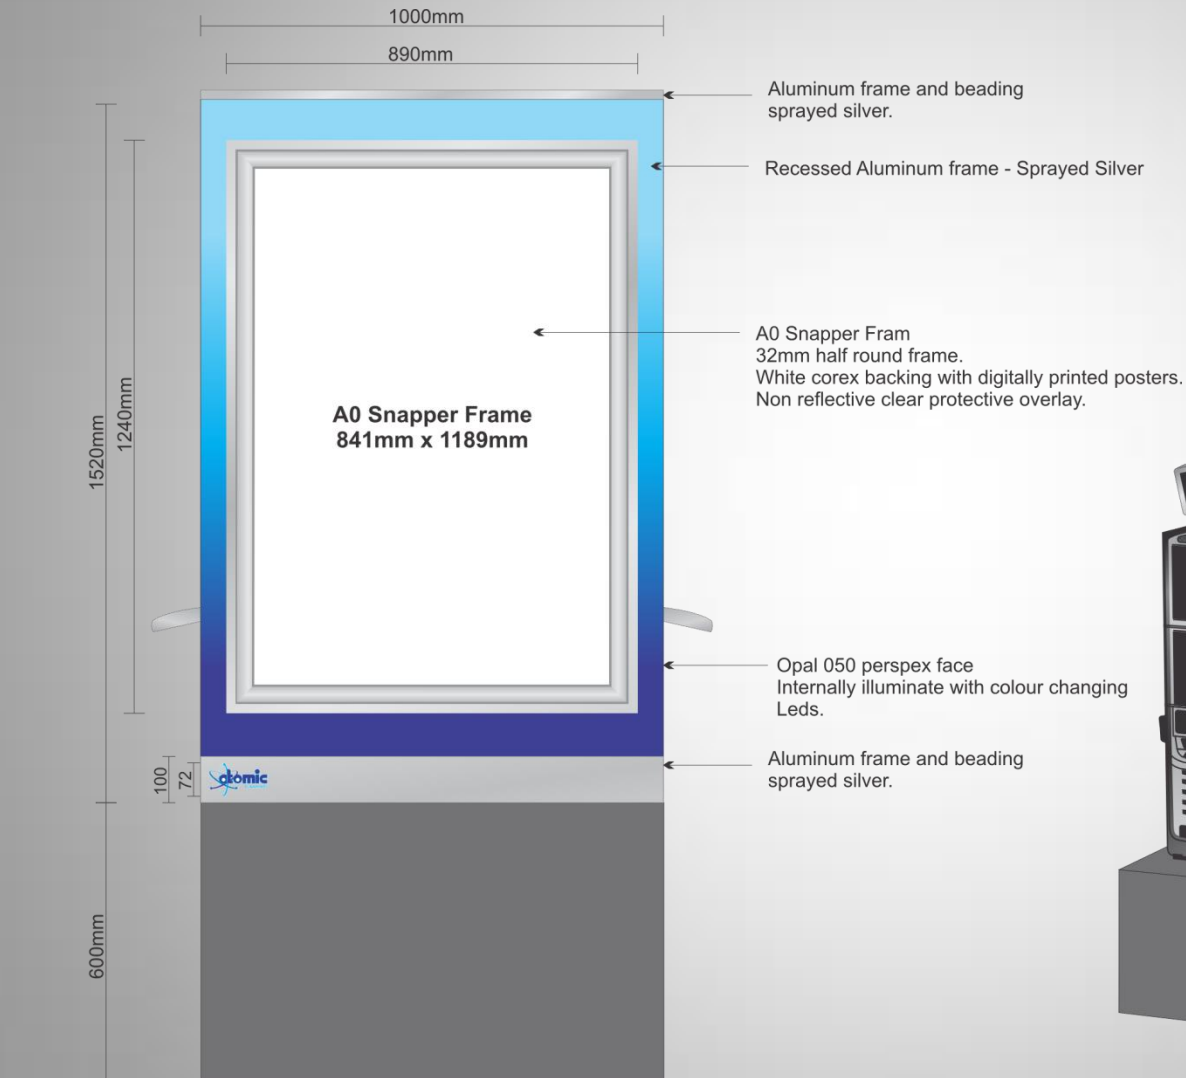 1000mm
890mm
Aluminum frame and beading
sprayed silver.
Recessed Aluminum frame - Sprayed Silver
A0 Snapper Fram
32mm half round frame.
White corex backing with digitally printed posters.
Non reflective clear protective overlay.
1240mm
1520mm
A0 Snapper Frame
841mm x 1189mm
Opal 050 perspex face
Internally illuminate with colour changing
Leds.
Aluminum frame and beading
sprayed silver.
100
72
atomic
600mm